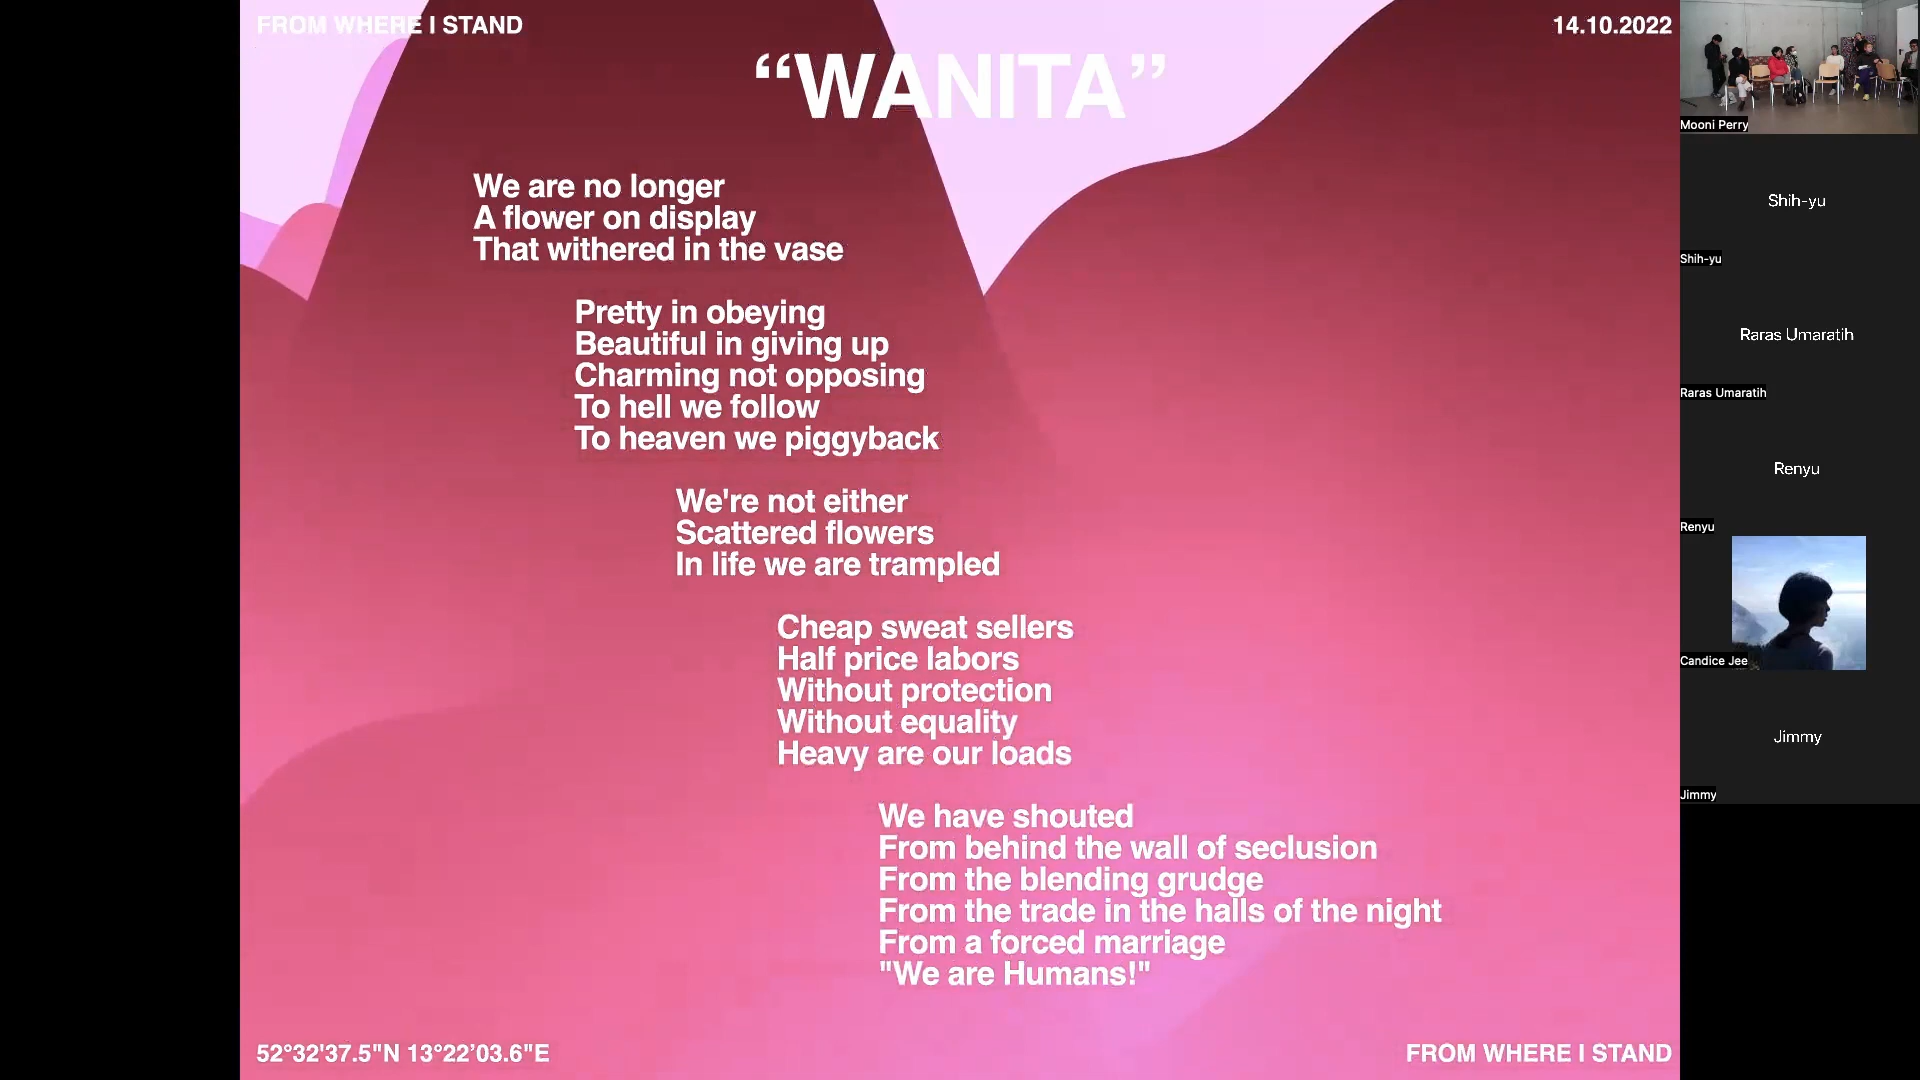 FROM WHERE I STAND
14.10.2022
“WANITA”
We are no longer
A flower on display
That withered in the vase
Pretty in obeying
Beautiful in giving up
Charming not opposing
To hell we follow
To heaven we piggyback
We're not either
Scattered flowers
In life we are trampled
Cheap sweat sellers
Half price labors
Without protection
Without equality
Heavy are our loads
We have shouted
From behind the wall of seclusion
From the blending grudge
From the trade in the halls of the night
From a forced marriage
"We are Humans!"
52°32'37.5"N 13°22’03.6"E
FROM WHERE I STAND
Mooni Perry
Shih-yu
Shih-yu
Raras Umaratih
Raras Umaratih
Renyu
Renyu
Candice Jee
Jimmy
Jimmy